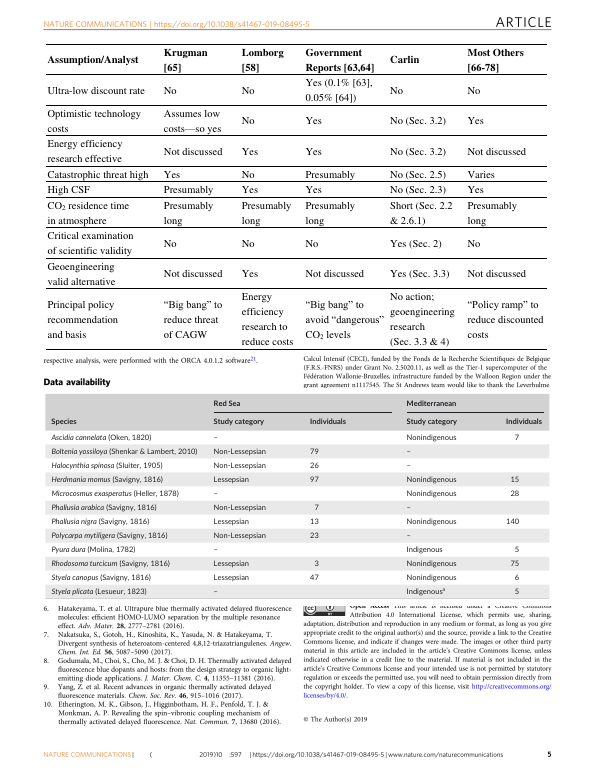 NATURE COMMUNICATIONS | https://doi.org/10.1038/s41467-019-08495-5
ARTICLE
Assumption/Analyst Krugman [65] Lomborg [58] Government Reports [63,64] Carlin Most Others [66-78]
Ultra-low discount rate No No Yes (0.1% [63], 0.05% [64]) No No
Optimistic technology costs Assumes low costs—so yes No Yes No (Sec. 3.2) Yes
Energy efficiency research effective Not discussed Yes Yes No (Sec. 3.2) Not discussed
Catastrophic threat high Yes No Presumably No (Sec. 2.5) Varies
High CSF Presumably Yes Yes No (Sec. 2.3) Yes
CO₂ residence time in atmosphere Presumably long Presumably long Presumably long Short (Sec. 2.2 & 2.6.1) Presumably long
Critical examination of scientific validity No No No Yes (Sec. 2) No
Geoengineering valid alternative Not discussed Yes Not discussed Yes (Sec. 3.3) Not discussed
Principal policy recommendation and basis “Big bang” to reduce threat of CAGW Energy efficiency research to reduce costs “Big bang” to avoid “dangerous” CO₂ levels No action; geoengineering research (Sec. 3.3 & 4) “Policy ramp” to reduce discounted costs
respective analysis, were performed with the ORCA 4.0.1.2 software²¹.
Data availability
Calcul Intensif (CECI), funded by the Fonds de la Recherche Scientifiques de Belgique
(F.R.S.-FNRS) under Grant No. 2.5020.11, as well as the Tier-1 supercomputer of the
Fédération Wallonie-Bruxelles, infrastructure funded by the Walloon Region under the
grant agreement n1117545. The St Andrews team would like to thank the Leverhulme
Red Sea Mediterranean
Species Study category Individuals Study category Individuals
Ascidia cannelata (Oken, 1820) – Nonindigenous 7
Boltenia yossiloya (Shenkar & Lambert, 2010) Non-Lessepsian 79 –
Halocynthia spinosa (Sluiter, 1905) Non-Lessepsian 26 –
Herdmania momus (Savigny, 1816) Lessepsian 97 Nonindigenous 15
Microcosmus exasperatus (Heller, 1878) – Nonindigenous 28
Phallusia arabica (Savigny, 1816) Non-Lessepsian 7 –
Phallusia nigra (Savigny, 1816) Lessepsian 13 Nonindigenous 140
Polycarpa mytiligera (Savigny, 1816) Non-Lessepsian 23 –
Pyura dura (Molina, 1782) – Indigenous 5
Rhodosoma turcicum (Savigny, 1816) Lessepsian 3 Nonindigenous 75
Styela canopus (Savigny, 1816) Lessepsian 47 Nonindigenous 6
Styela plicata (Lesueur, 1823) – Indigenousᵃ 5
6. Hatakeyama, T. et al. Ultrapure blue thermally activated delayed fluorescence
molecules: efficient HOMO-LUMO separation by the multiple resonance
effect. Adv. Mater. 28, 2777–2781 (2016).
7. Nakatsuka, S., Gotoh, H., Kinoshita, K., Yasuda, N. & Hatakeyama, T.
Divergent synthesis of heteroatom-centered 4,8,12-triazatriangulenes. Angew.
Chem. Int. Ed. 56, 5087–5090 (2017).
8. Godumala, M., Choi, S., Cho, M. J. & Choi, D. H. Thermally activated delayed
fluorescence blue dopants and hosts: from the design strategy to organic light-
emitting diode applications. J. Mater. Chem. C. 4, 11355–11381 (2016).
9. Yang, Z. et al. Recent advances in organic thermally activated delayed
fluorescence materials. Chem. Soc. Rev. 46, 915–1016 (2017).
10. Etherington, M. K., Gibson, J., Higginbotham, H. F., Penfold, T. J. &
Monkman, A. P. Revealing the spin–vibronic coupling mechanism of
thermally activated delayed fluorescence. Nat. Commun. 7, 13680 (2016).
Open Access This article is licensed under a Creative Commons
Attribution 4.0 International License, which permits use, sharing,
adaptation, distribution and reproduction in any medium or format, as long as you give
appropriate credit to the original author(s) and the source, provide a link to the Creative
Commons license, and indicate if changes were made. The images or other third party
material in this article are included in the article's Creative Commons license, unless
indicated otherwise in a credit line to the material. If material is not included in the
article's Creative Commons license and your intended use is not permitted by statutory
regulation or exceeds the permitted use, you will need to obtain permission directly from
the copyright holder. To view a copy of this license, visit http://creativecommons.org/
licenses/by/4.0/.
© The Author(s) 2019
NATURE COMMUNICATIONS| ( 2019)10 :597 | https://doi.org/10.1038/s41467-019-08495-5 | www.nature.com/naturecommunications 5